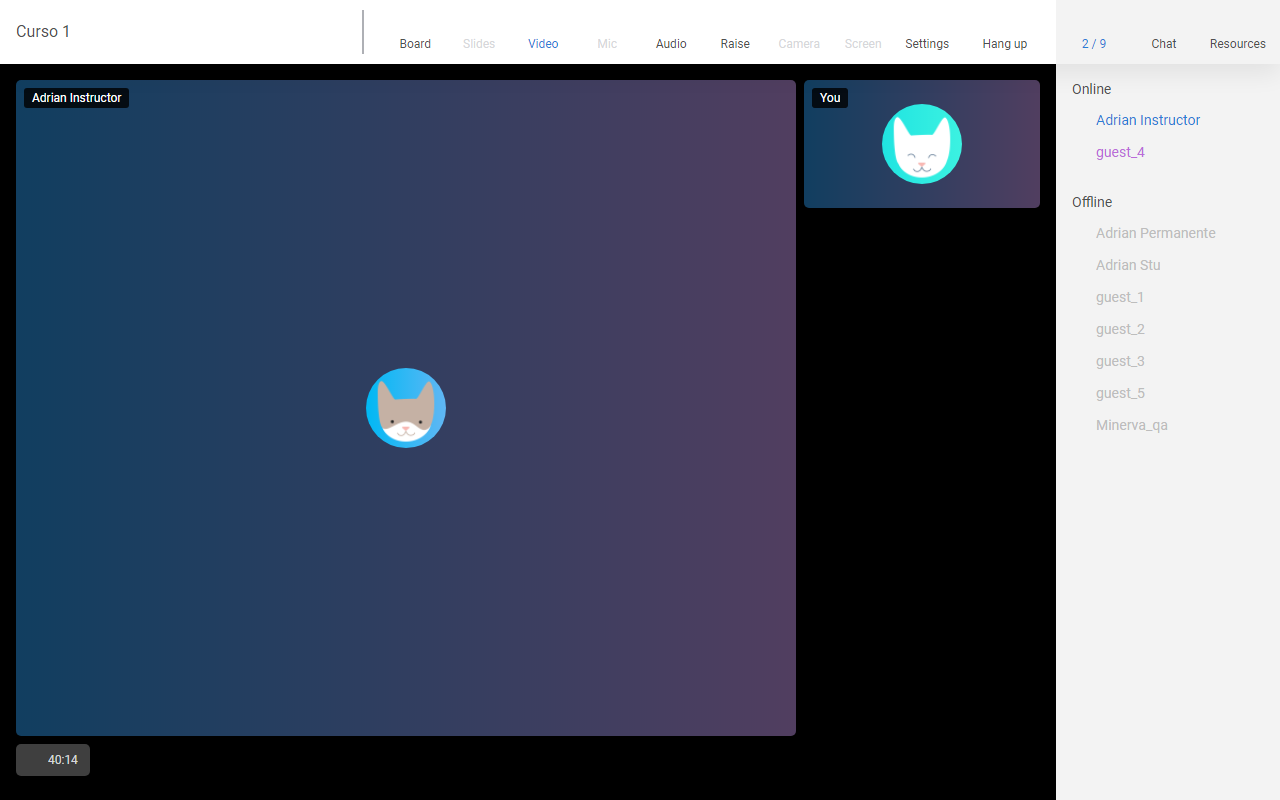 Curso 1
Board
Slides
Video
Mic
Audio
Raise
Camera
Screen
Settings
Hang up
2 / 9
Chat
Resources
Adrian Instructor
You
40:14
Online
Adrian Instructor
guest_4
Offline
Adrian Permanente
Adrian Stu
guest_1
guest_2
guest_3
guest_5
Minerva_qa